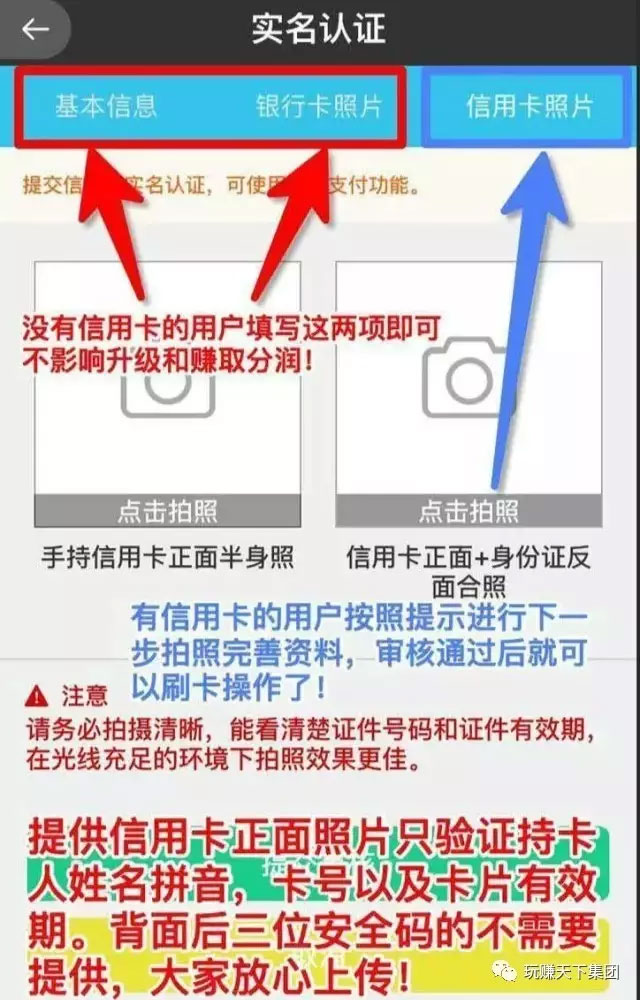 实名认证
基本信息
银行卡照片
信用卡照片
提交信
实名认证，可使用
支付功能。
没有信用卡的用户填写这两项即可
不影响升级和赚取分润！
点击拍照
点击拍照
手持信用卡正面半身照
信用卡正面+身份证反
面合照
有信用卡的用户按照提示进行下一
步拍照完善资料，审核通过后就可
以刷卡操作了！
注意
请务必拍摄清晰，能看清楚证件号码和证件有效期，
在光线充足的环境下拍照效果更佳。
提供信用卡正面照片只验证持卡
人姓名拼音，卡号以及卡片有效
期。背面后三位安全码的不需要
提供，大家放心上传！
玩赚天下集团